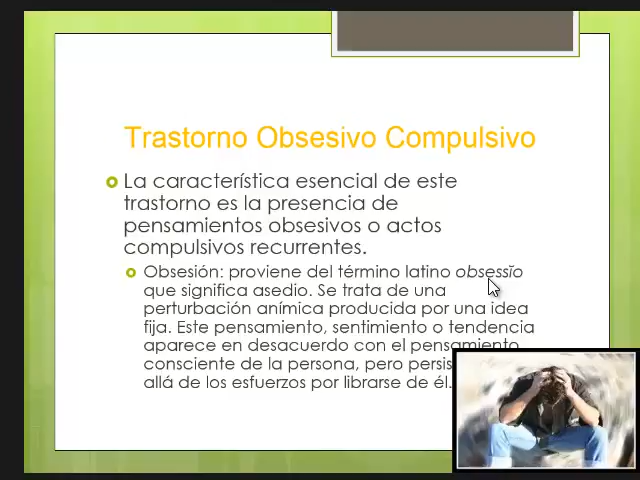 Trastorno Obsesivo Compulsivo
La característica esencial de este
trastorno es la presencia de
pensamientos obsesivos o actos
compulsivos recurrentes.
Obsesión: proviene del término latino obsessĭo
que significa asedio. Se trata de una
perturbación anímica producida por una idea
fija. Este pensamiento, sentimiento o tendencia
aparece en desacuerdo con el pensamiento
consciente de la persona, pero
allá de los esfuerzos por librarse de él.